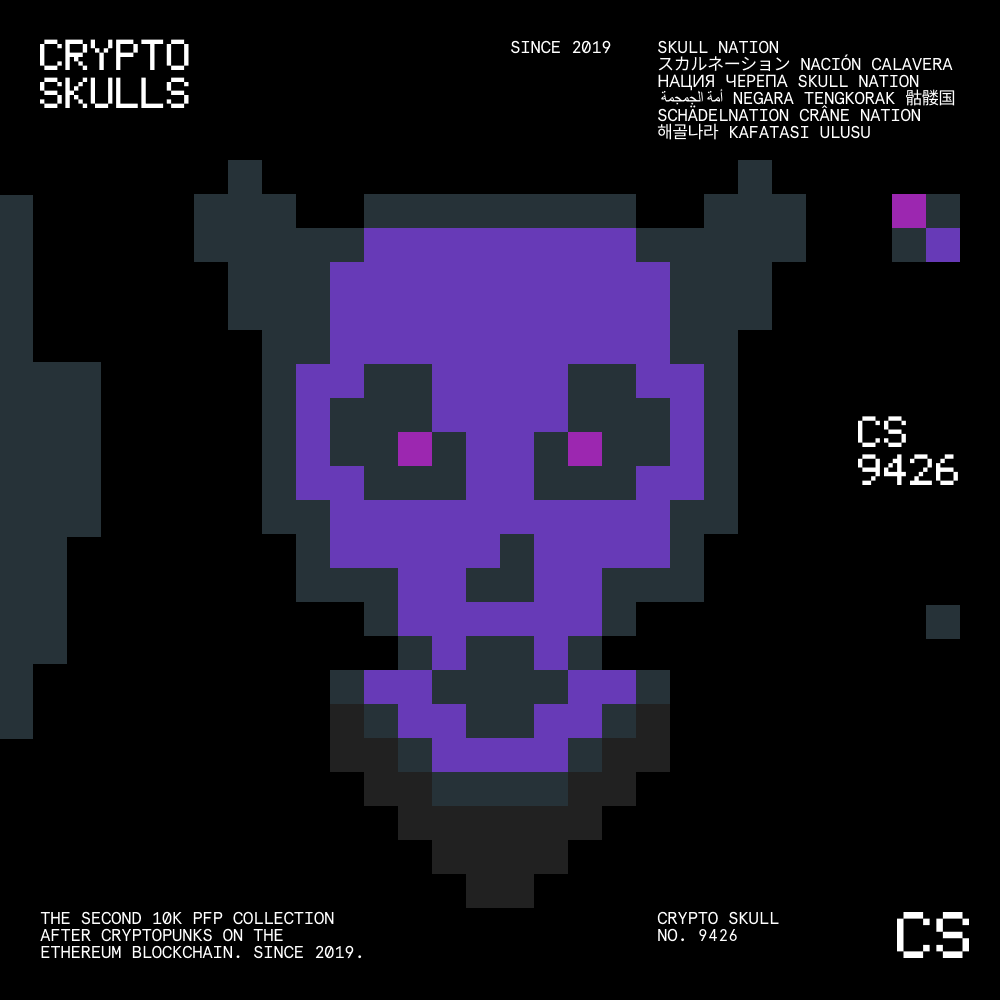 CRYPTO
SKULLS
SINCE 2019
SKULL NATION
スカルネーション NACIÓN CALAVERA
НАЦИЯ ЧЕРЕПА SKULL NATION
أمة الجمجمة NEGARA TENGKORAK 骷髅国
SCHÄDELNATION CRÂNE NATION
해골나라 KAFATASI ULUSU
CS
9426
THE SECOND 10K PFP COLLECTION
AFTER CRYPTOPUNKS ON THE
ETHEREUM BLOCKCHAIN. SINCE 2019.
CRYPTO SKULL
NO. 9426
CS